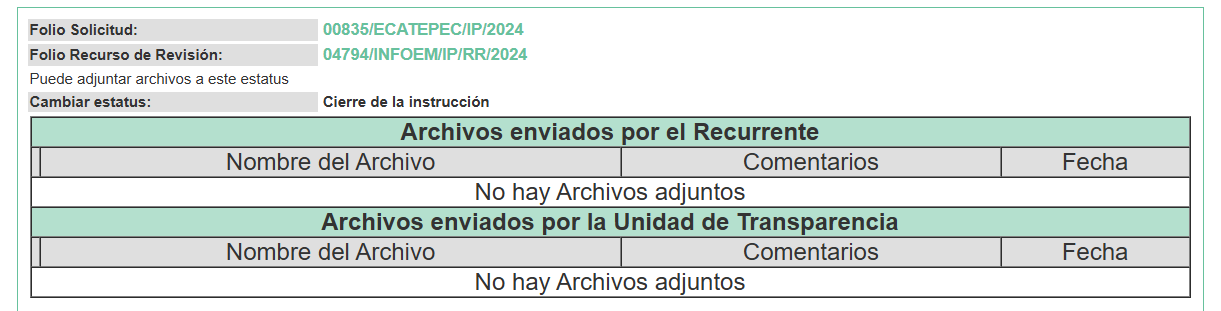 Folio Solicitud: 00835/ECATEPEC/IP/2024
Folio Recurso de Revisión: 04794/INFOEM/IP/RR/2024
Puede adjuntar archivos a este estatus
Cambiar estatus: Cierre de la instrucción
Archivos enviados por el Recurrente
Nombre del Archivo Comentarios Fecha
No hay Archivos adjuntos
Archivos enviados por la Unidad de Transparencia
Nombre del Archivo Comentarios Fecha
No hay Archivos adjuntos